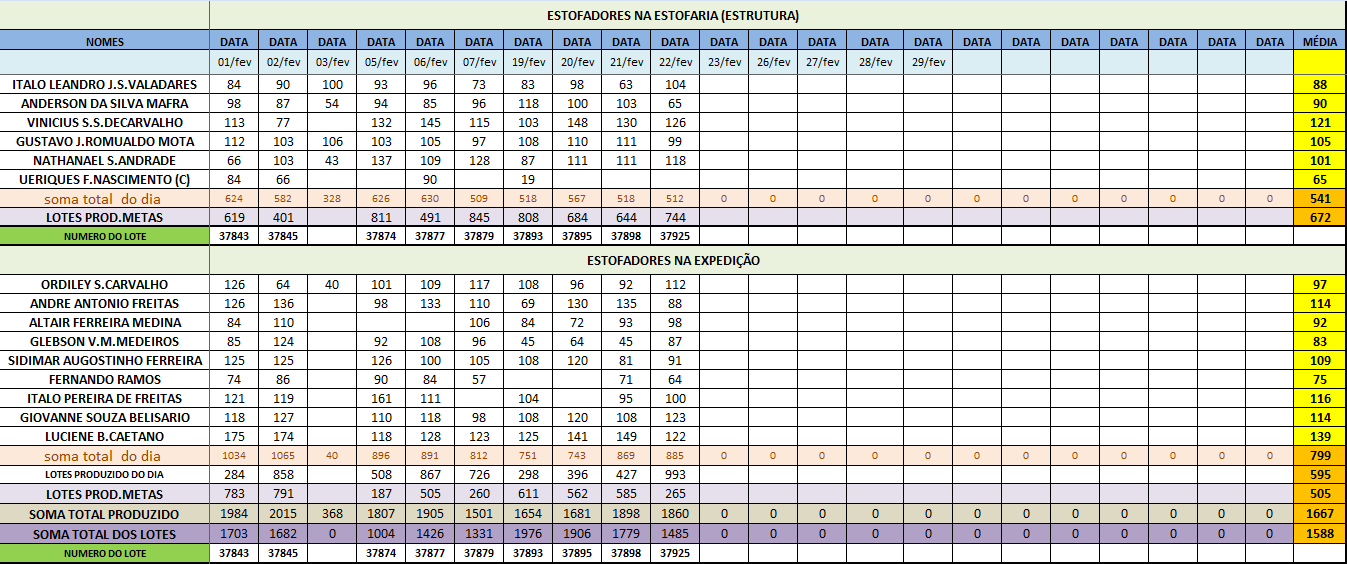 ESTOFADORES NA ESTOFARIA (ESTRUTURA)
NOMES DATA DATA DATA DATA DATA DATA DATA DATA DATA DATA DATA DATA DATA DATA DATA DATA DATA DATA DATA DATA DATA DATA MÉDIA
01/fev 02/fev 03/fev 05/fev 06/fev 07/fev 19/fev 20/fev 21/fev 22/fev 23/fev 26/fev 27/fev 28/fev 29/fev
ITALO LEANDRO J.S.VALADARES 84 90 100 93 96 73 83 98 63 104 88
ANDERSON DA SILVA MAFRA 98 87 54 94 85 96 118 100 103 65 90
VINICIUS S.S.DECARVALHO 113 77 132 145 115 103 148 130 126 121
GUSTAVO J.ROMUALDO MOTA 112 103 106 103 105 97 108 110 111 99 105
NATHANAEL S.ANDRADE 66 103 43 137 109 128 87 111 111 118 101
UERIQUES F.NASCIMENTO (C) 84 66 90 19 65
soma total do dia 624 582 328 626 630 509 518 567 518 512 0 0 0 0 0 0 0 0 0 0 0 0 541
LOTES PROD.METAS 619 401 811 491 845 808 684 644 744 672
NUMERO DO LOTE 37843 37845 37874 37877 37879 37893 37895 37898 37925
ESTOFADORES NA EXPEDIÇÃO
ORDILEY S.CARVALHO 126 64 40 101 109 117 108 96 92 112 97
ANDRE ANTONIO FREITAS 126 136 98 133 110 69 130 135 88 114
ALTAIR FERREIRA MEDINA 84 110 106 84 72 93 98 92
GLEBSON V.M.MEDEIROS 85 124 92 108 96 45 64 45 87 83
SIDIMAR AUGOSTINHO FERREIRA 125 125 126 100 105 108 120 81 91 109
FERNANDO RAMOS 74 86 90 84 57 71 64 75
ITALO PEREIRA DE FREITAS 121 119 161 111 104 95 100 116
GIOVANNE SOUZA BELISARIO 118 127 110 118 98 108 120 108 123 114
LUCIENE B.CAETANO 175 174 118 128 123 125 141 149 122 139
soma total do dia 1034 1065 40 896 891 812 751 743 869 885 0 0 0 0 0 0 0 0 0 0 0 0 799
LOTES PRODUZIDO DO DIA 284 858 508 867 726 298 396 427 993 595
LOTES PROD.METAS 783 791 187 505 260 611 562 585 265 505
SOMA TOTAL PRODUZIDO 1984 2015 368 1807 1905 1501 1654 1681 1898 1860 0 0 0 0 0 0 0 0 0 0 0 0 1667
SOMA TOTAL DOS LOTES 1703 1682 0 1004 1426 1331 1976 1906 1779 1485 0 0 0 0 0 0 0 0 0 0 0 0 1588
NUMERO DO LOTE 37843 37845 37874 37877 37879 37893 37895 37898 37925